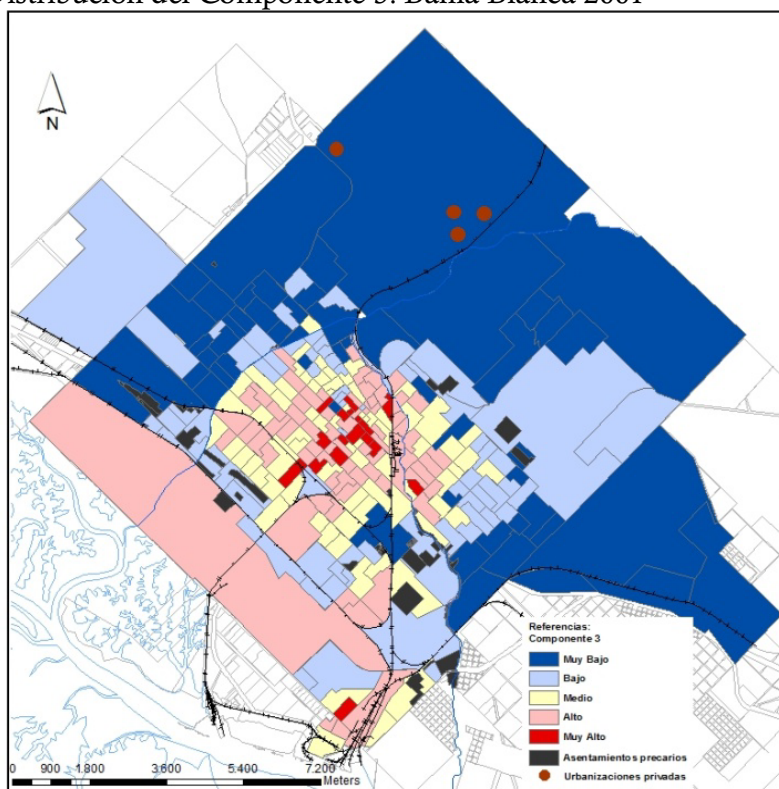 Distribución del Componente 3. Bahía Blanca 2001
N
Referencias:
Componente 3
Muy Bajo
Bajo
Medio
Alto
Muy Alto
Asentamientos precarios
Urbanizaciones privadas
0 900 1.800 3.600 5.400 7.200
Meters